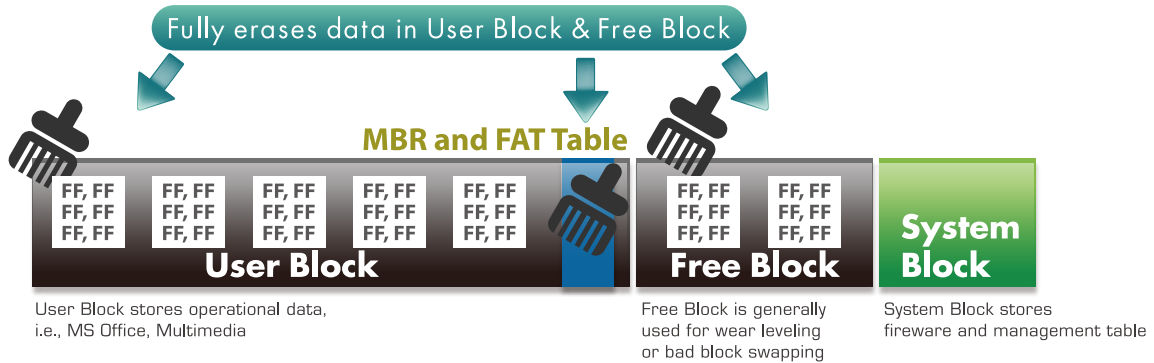 Fully erases data in User Block & Free Block
MBR and FAT Table
FF, FF FF, FF FF, FF FF, FF FF, FF FF, FF FF, FF
FF, FF FF, FF FF, FF FF, FF FF, FF FF, FF FF, FF
FF, FF FF, FF FF, FF FF, FF FF, FF FF, FF FF, FF
User Block
Free Block
System
Block
User Block stores operational data,
i.e., MS Office, Multimedia
Free Block is generally
used for wear leveling
or bad block swapping
System Block stores
fireware and management table